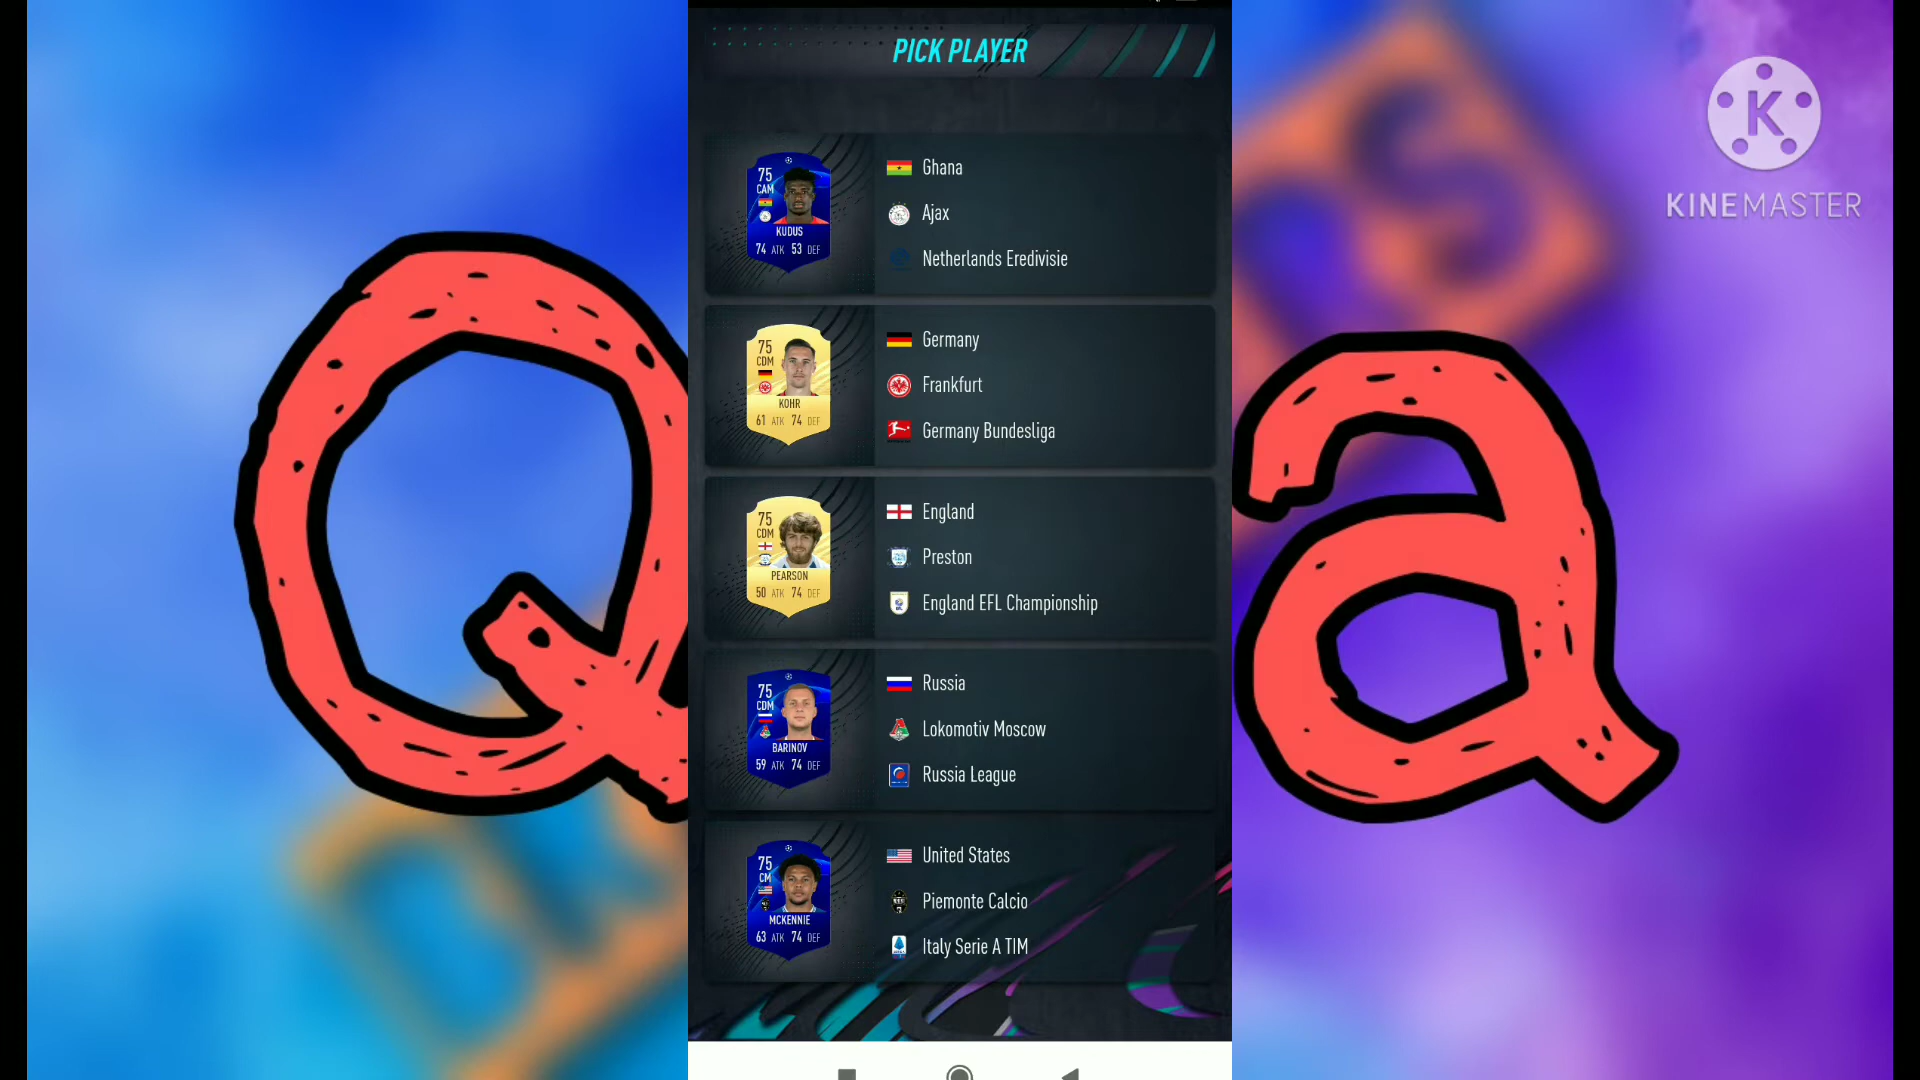 PICK PLAYER
75
CAM
KUDUS
74 ATK 53 DEF
Ghana
Ajax
Netherlands Eredivisie
75
CDM
KOHR
61 ATK 74 DEF
Germany
Frankfurt
Germany Bundesliga
75
CDM
PEARSON
50 ATK 74 DEF
England
Preston
England EFL Championship
75
CDM
BARINOV
59 ATK 74 DEF
Russia
Lokomotiv Moscow
Russia League
75
CM
MCKENNIE
63 ATK 74 DEF
United States
Piemonte Calcio
Italy Serie A TIM
Q
a
K
KINEMASTER